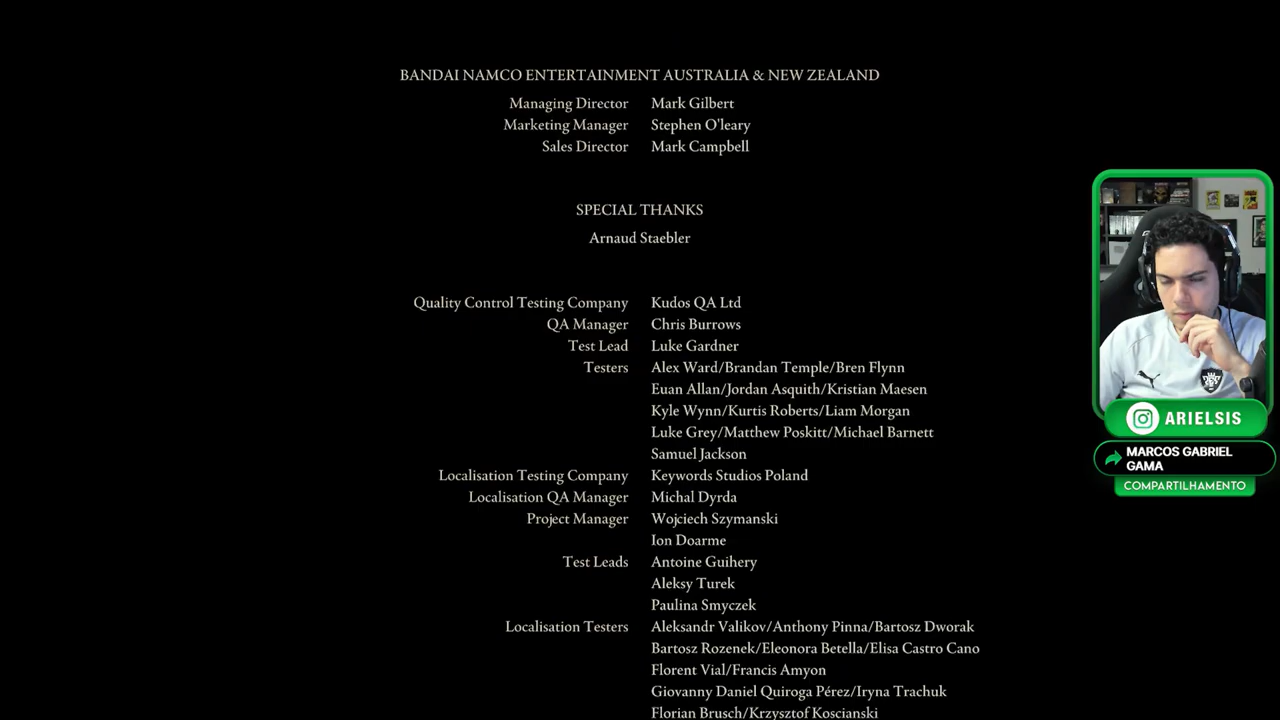 BANDAI NAMCO ENTERTAINMENT AUSTRALIA & NEW ZEALAND
Managing Director Mark Gilbert
Marketing Manager Stephen O'leary
Sales Director Mark Campbell
SPECIAL THANKS
Arnaud Staebler
Quality Control Testing Company Kudos QA Ltd
QA Manager Chris Burrows
Test Lead Luke Gardner
Testers Alex Ward/Brandan Temple/Bren Flynn
Euan Allan/Jordan Asquith/Kristian Maesen
Kyle Wynn/Kurtis Roberts/Liam Morgan
Luke Grey/Matthew Poskitt/Michael Barnett
Samuel Jackson
Localisation Testing Company Keywords Studios Poland
Localisation QA Manager Michal Dyrda
Project Manager Wojciech Szymanski
Ion Doarme
Test Leads Antoine Guihery
Aleksy Turek
Paulina Smyczek
Localisation Testers Aleksandr Valikov/Anthony Pinna/Bartosz Dworak
Bartosz Rozenek/Eleonora Betella/Elisa Castro Cano
Florent Vial/Francis Amyon
Giovanny Daniel Quiroga Pérez/Iryna Trachuk
Florian Brusch/Krzysztof Koscianski
ARIELSIS
MARCOS GABRIEL
GAMA
COMPARTILHAMENTO